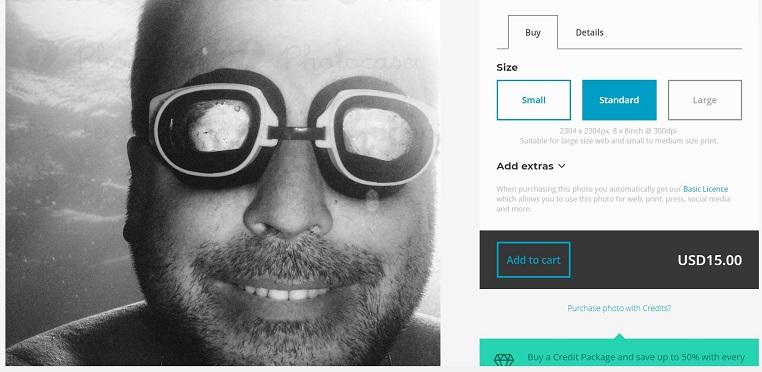 Photocase
Photocase
Buy
Details
Size
Small
Standard
Large
2304 x 2304px, 8 x 8inch @ 300dpi
Suitable for large size web and small to medium size print.
Add extras
When purchasing this photo you automatically get our Basic Licence
which allows you to use this photo for web, print, press, social media
and more.
Add to cart
USD15.00
Purchase photo with Credits?
Buy a Credit Package and save up to 50% with every